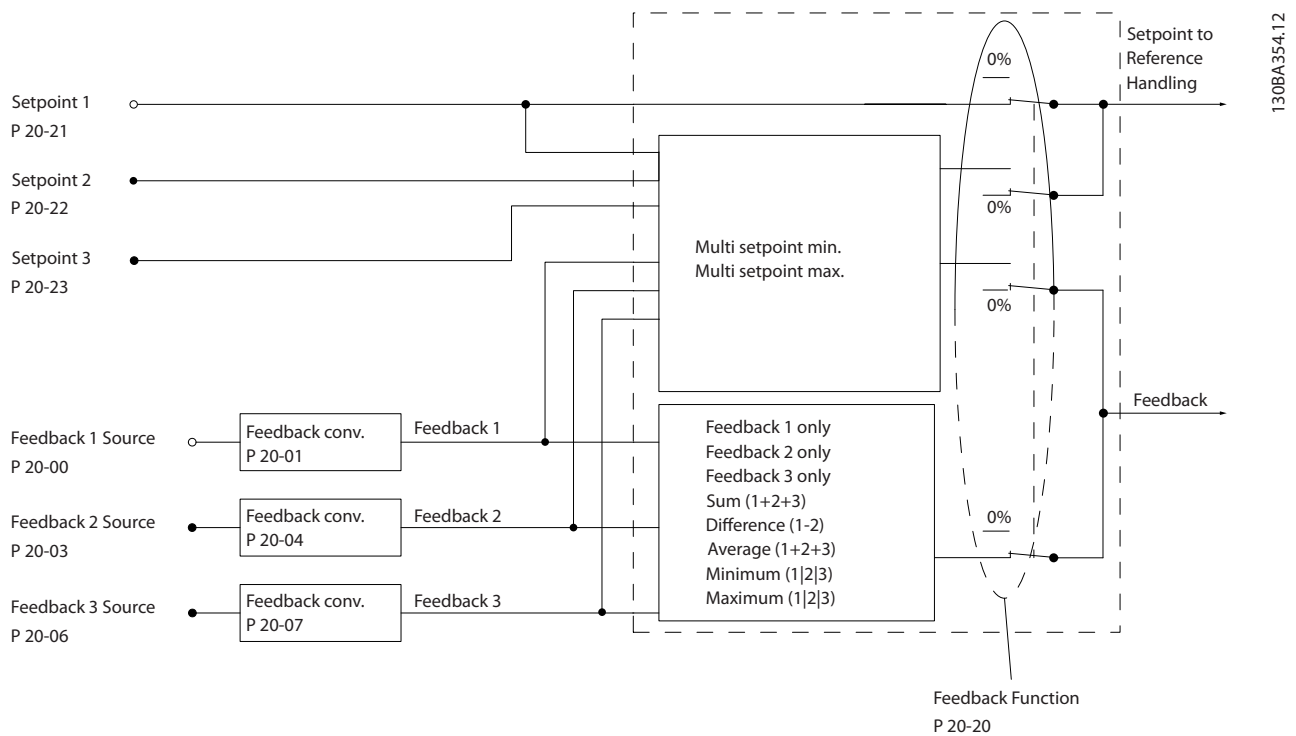 130BA354.12
Setpoint to
Reference
Handling
0%
Setpoint 1
P 20-21
Setpoint 2
P 20-22
0%
Setpoint 3
P 20-23
Multi setpoint min.
Multi setpoint max.
0%
Feedback
Feedback 1 Source
P 20-00
Feedback conv.
P 20-01
Feedback 1
Feedback 2 Source
P 20-03
Feedback conv.
P 20-04
Feedback 2
Feedback 3 Source
P 20-06
Feedback conv.
P 20-07
Feedback 3
Feedback 1 only
Feedback 2 only
Feedback 3 only
Sum (1+2+3)
Difference (1-2)
Average (1+2+3)
Minimum (1|2|3)
Maximum (1|2|3)
0%
Feedback Function
P 20-20